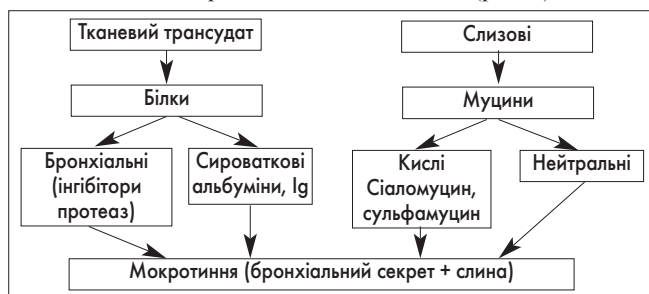 Тканевий трансудат
Слизові
Білки
Муцини
Бронхіальні
(інгібітори
протеаз)
Сироваткові
альбуміни, Ig
Кислі
Сіаломуцин,
сульфамуцин
Нейтральні
Мокротиння (бронхіальний секрет + слина)